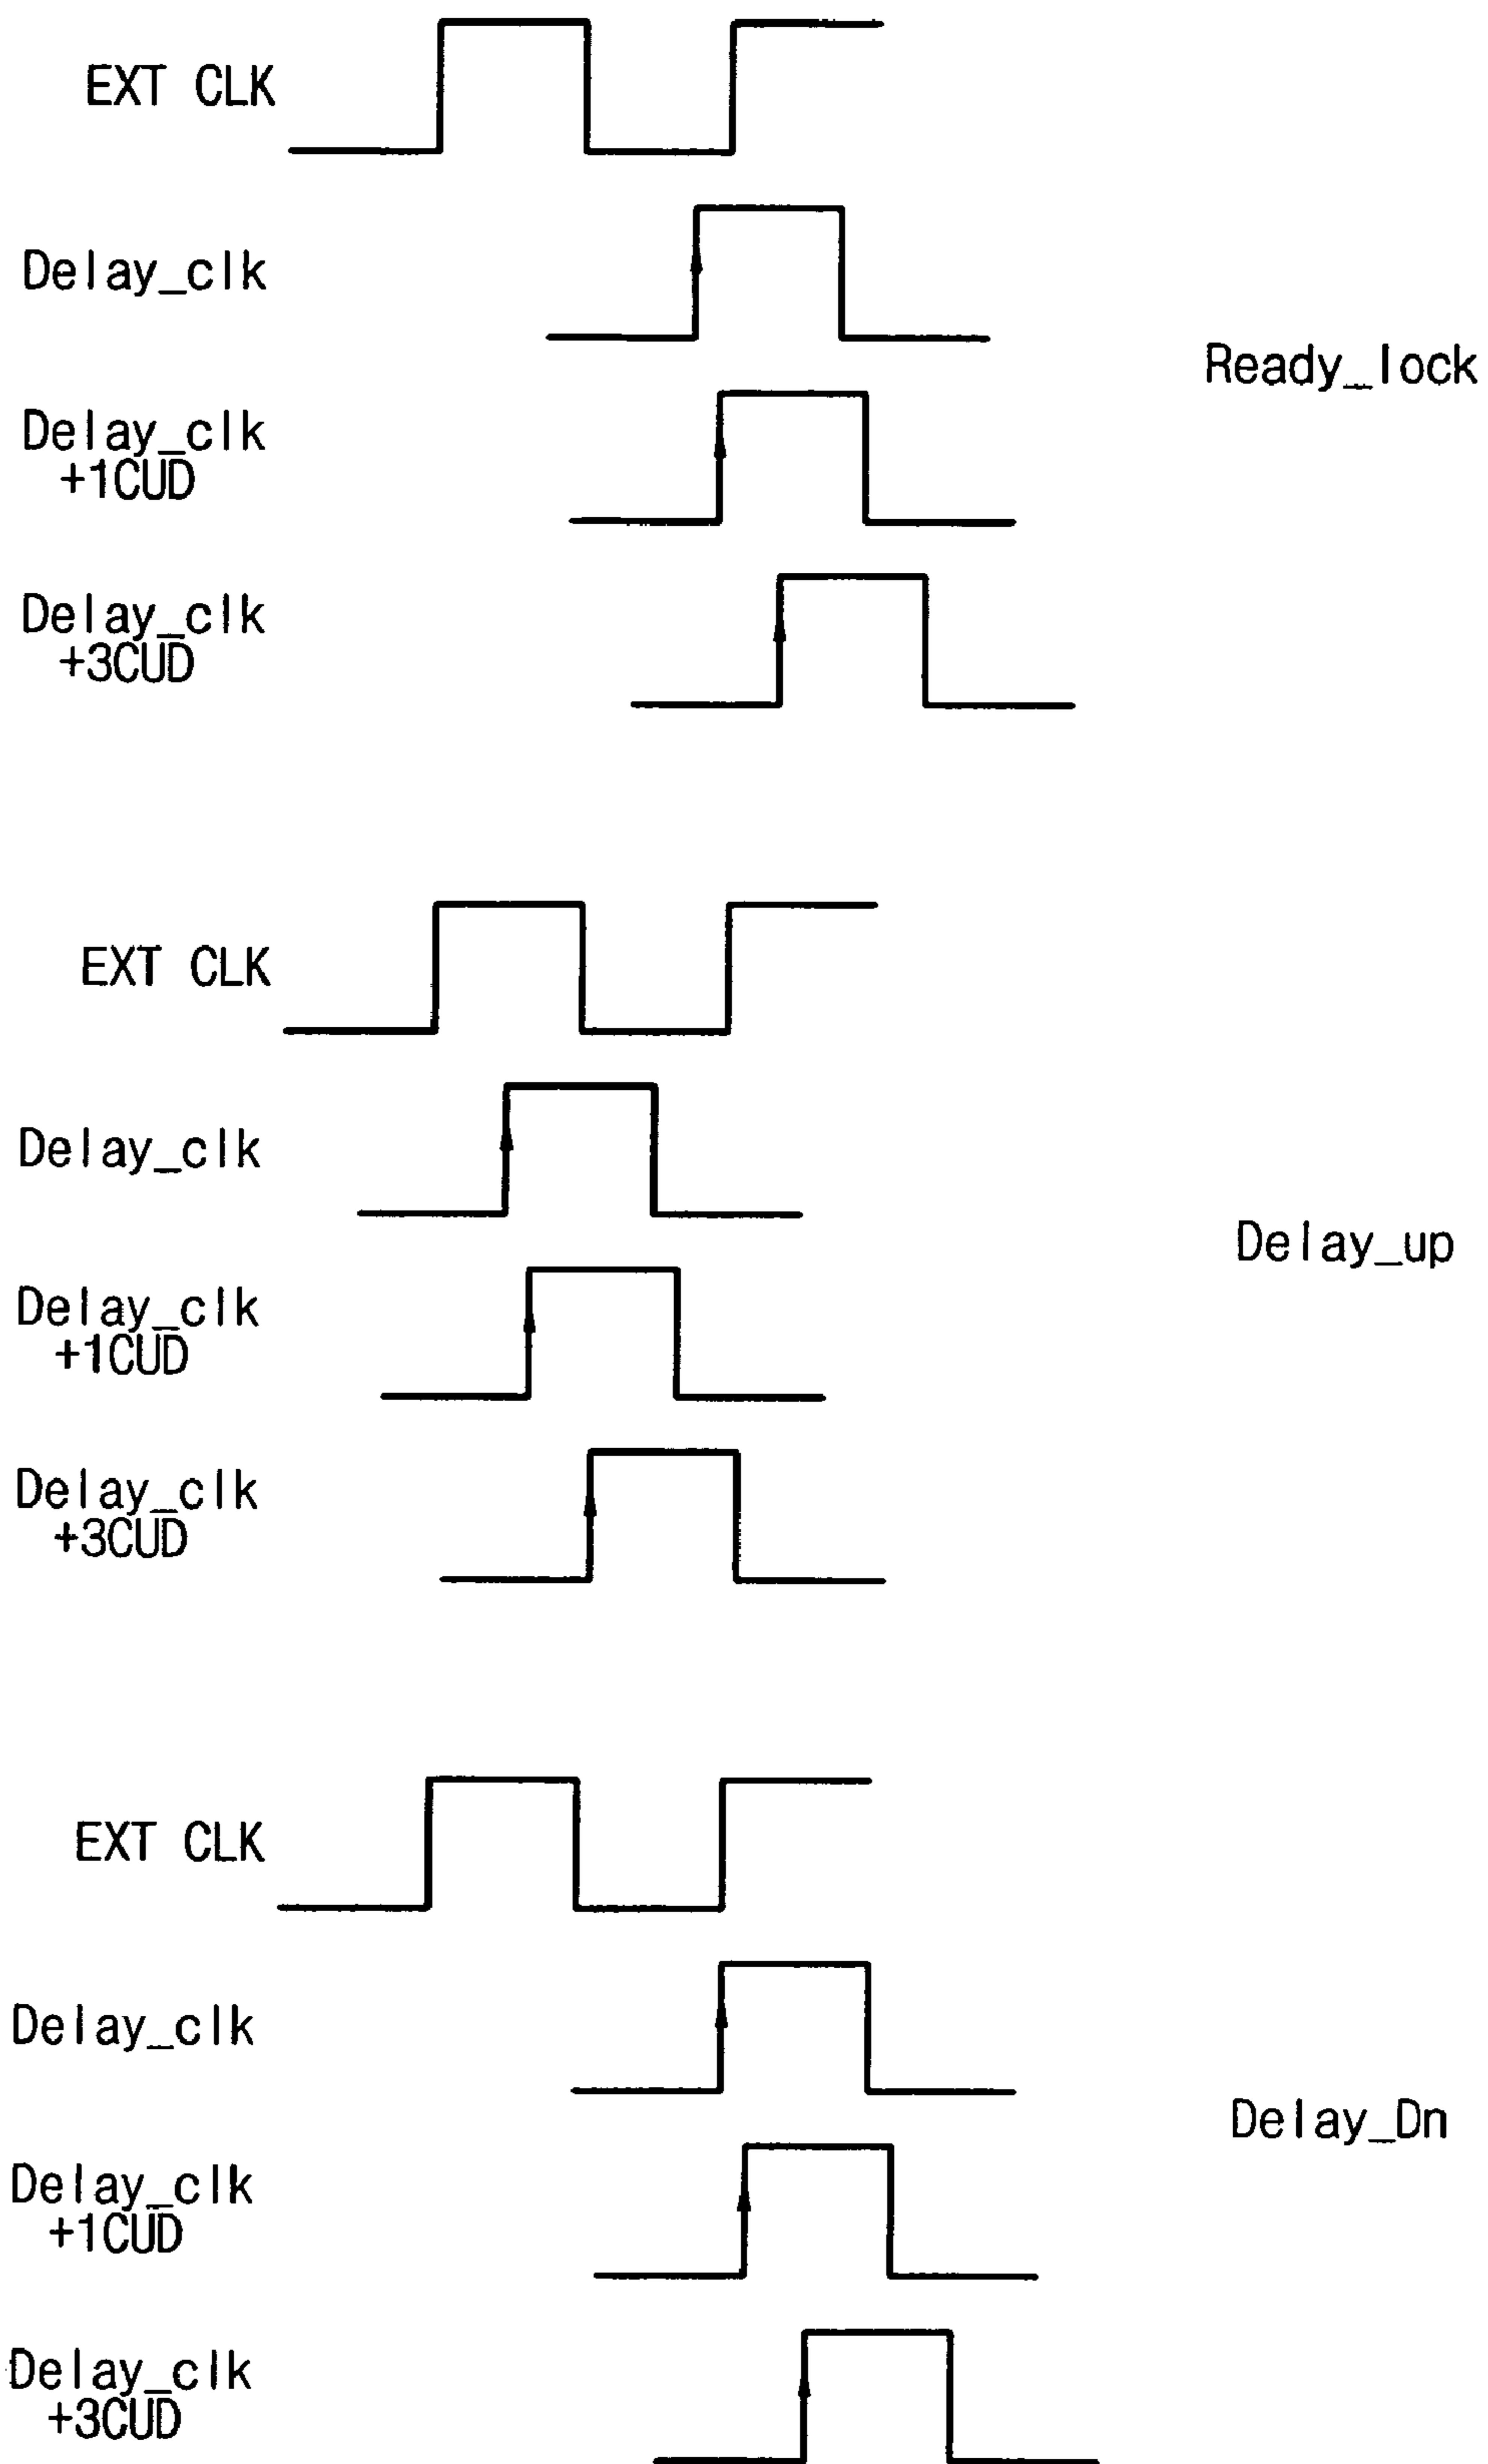 EXT CLK
Delay_clk
Ready_lock
Delay_clk
+1CUD
Delay_clk
+3CUD
EXT CLK
Delay_clk
Delay_up
Delay_clk
+1CUD
Delay_clk
+3CUD
EXT CLK
Delay_clk
Delay_Dn
Delay_clk
+1CUD
Delay_clk
+3CUD